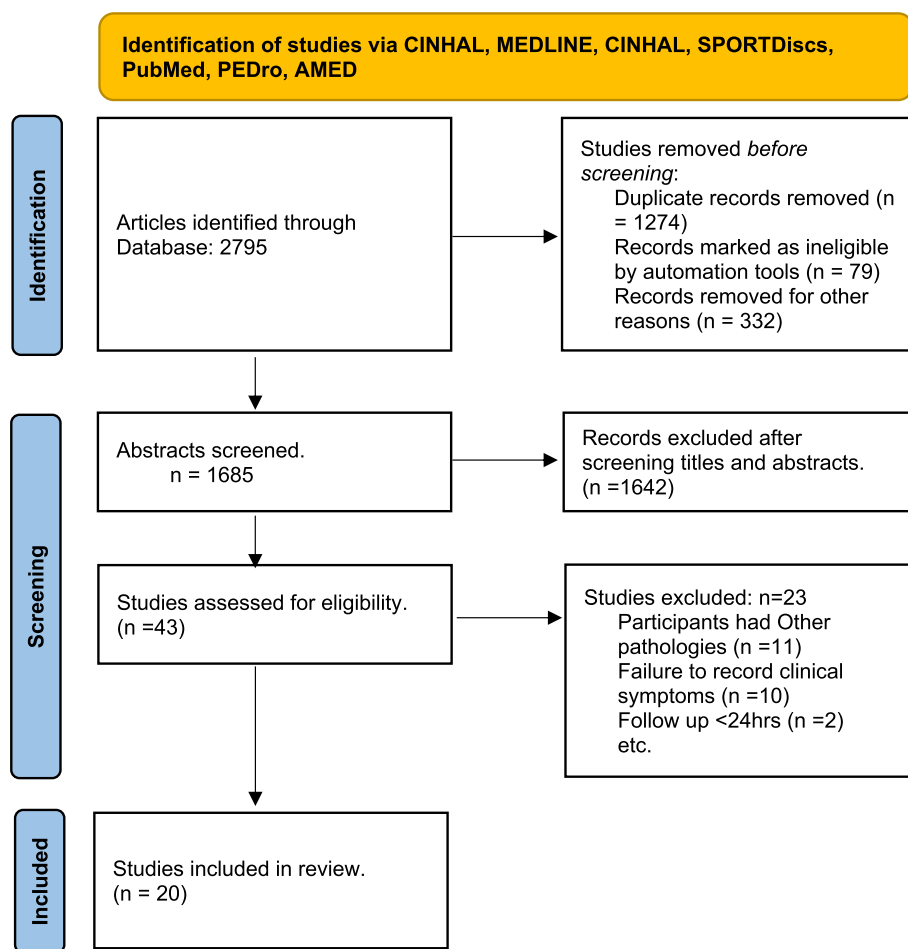 Identification of studies via CINHAL, MEDLINE, CINHAL, SPORTDiscs,
PubMed, PEDro, AMED
Identification
Articles identified through
Database: 2795
Studies removed before
screening:
Duplicate records removed (n
= 1274)
Records marked as ineligible
by automation tools (n = 79)
Records removed for other
reasons (n = 332)
Screening
Abstracts screened.
n = 1685
Records excluded after
screening titles and abstracts.
(n =1642)
Studies assessed for eligibility.
(n =43)
Studies excluded: n=23
Participants had Other
pathologies (n =11)
Failure to record clinical
symptoms (n =10)
Follow up <24hrs (n =2)
etc.
Included
Studies included in review.
(n = 20)